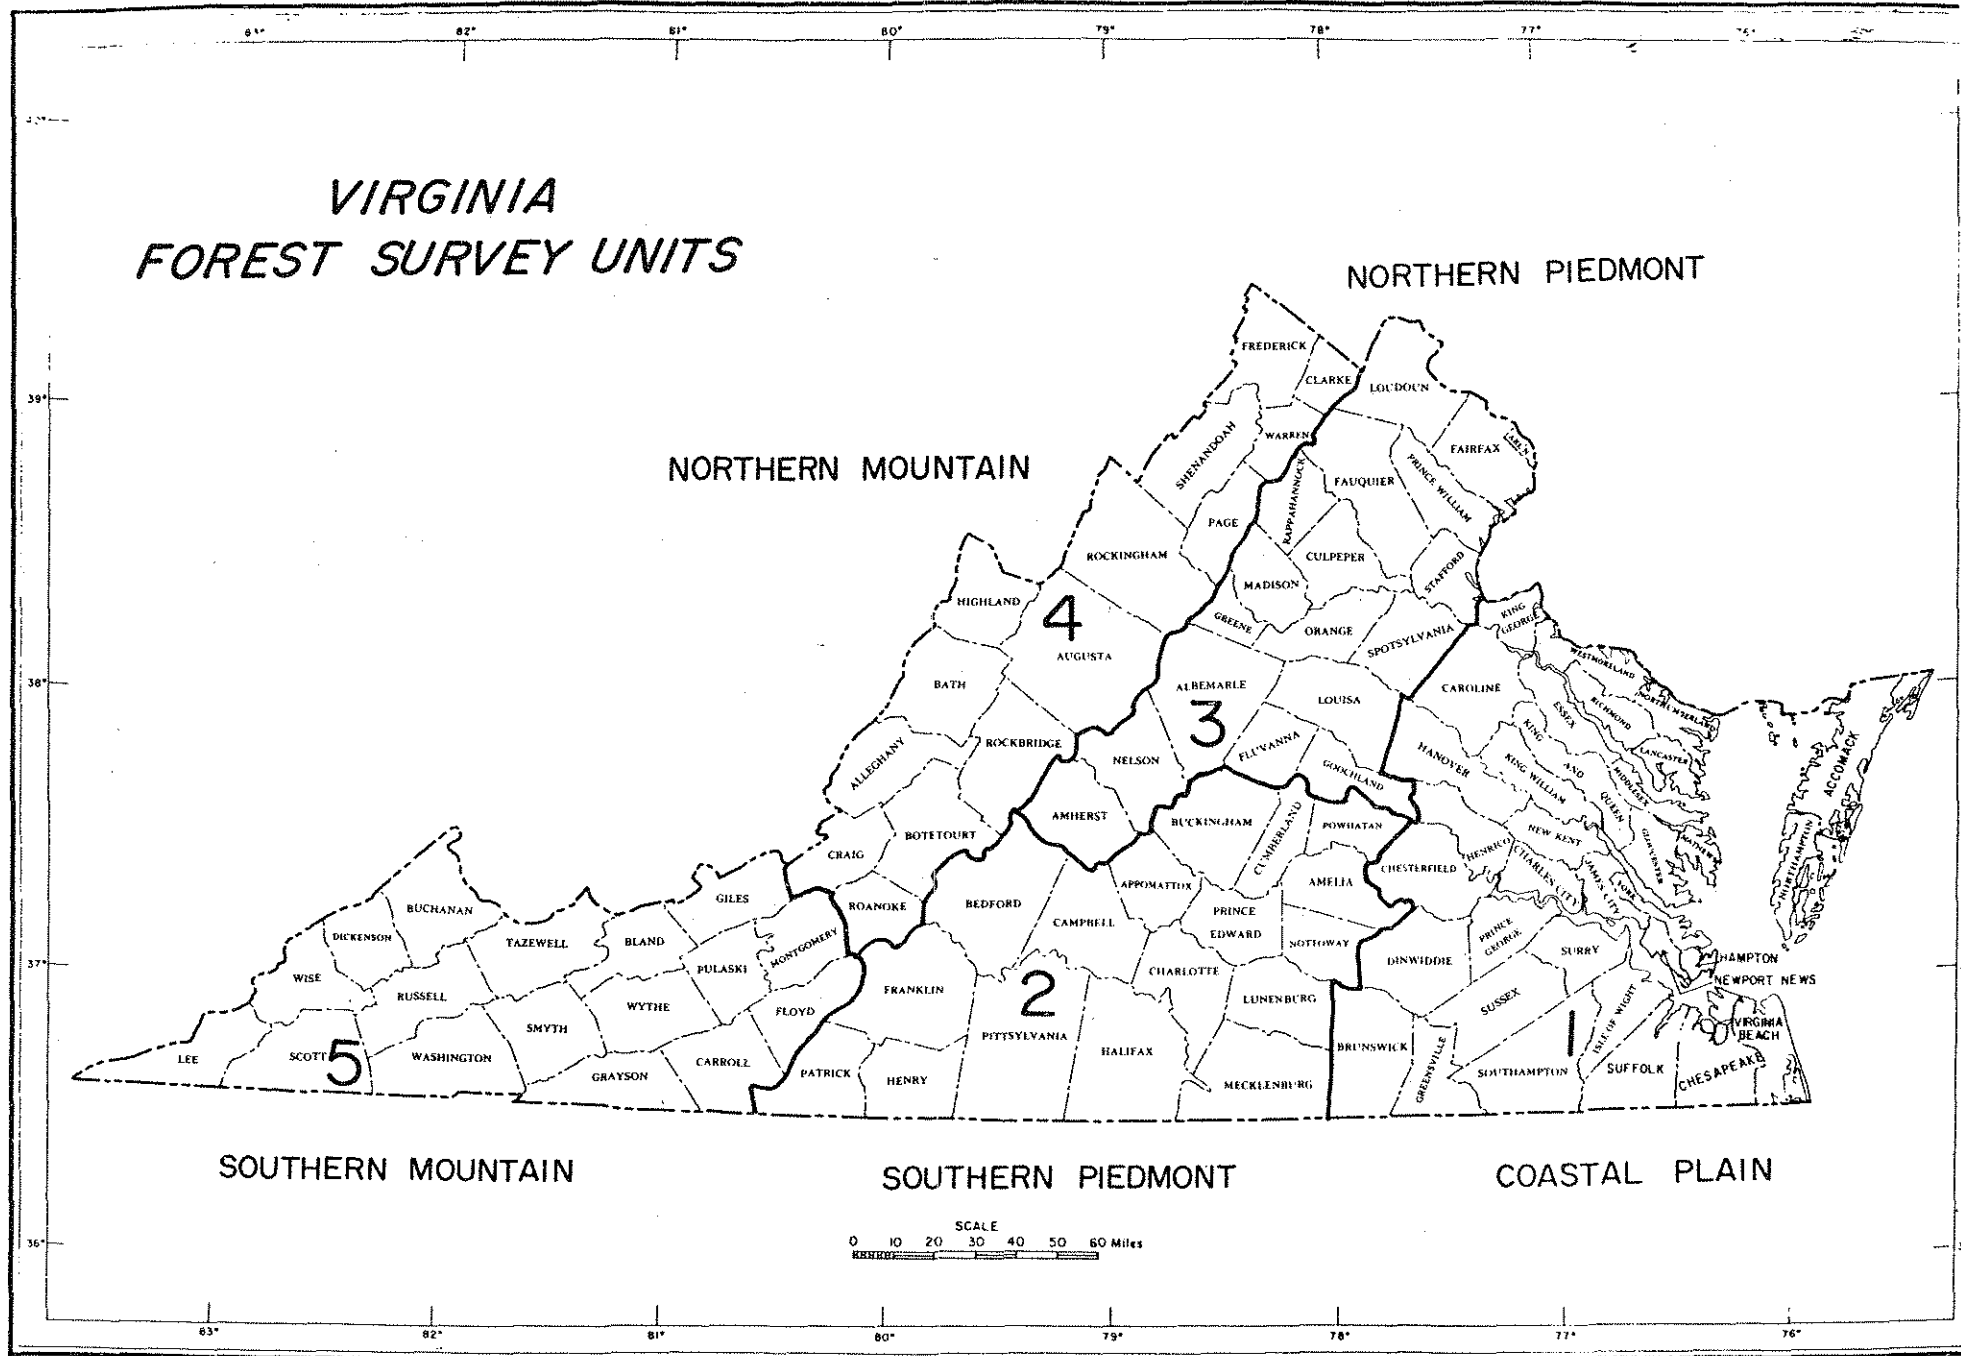 82°
81°
80°
79°
78°
77°
VIRGINIA
FOREST SURVEY UNITS
NORTHERN PIEDMONT
NORTHERN MOUNTAIN
39°
38°
37°
36°
FREDERICK
CLARKE
LOUDOUN
WARREN
SHENANDOAH
FAIRFAX
ARL'N
RAPPAHANNOCK
FAUQUIER
PRINCE WILLIAM
PAGE
ROCKINGHAM
CULPEPER
STAFFORD
MADISON
HIGHLAND
4
GREENE
ORANGE
SPOTSYLVANIA
KING
GEORGE
AUGUSTA
WESTMORELAND
BATH
ALBEMARLE
LOUISA
CAROLINE
ESSEX
RICHMOND
NORTHUMBERLAND
3
ALLEGHANY
ROCKBRIDGE
NELSON
FLUVANNA
GOOCHLAND
HANOVER
KING WILLIAM
KING
AND
QUEEN
MIDDLESEX
LANCASTER
ACCOMACK
AMHERST
BUCKINGHAM
CUMBERLAND
POWHATAN
BOTETOURT
CRAIG
NEW KENT
GLOUCESTER
MATHEWS
NORTHAMPTON
HENRICO
CHESTERFIELD
CHARLES CITY
JAMES CITY
YORK
GILES
BUCHANAN
DICKENSON
TAZEWELL
BLAND
ROANOKE
MONTGOMERY
BEDFORD
CAMPBELL
APPOMATTOX
AMELIA
PRINCE
EDWARD
NOTTOWAY
PRINCE
GEORGE
DINWIDDIE
SURRY
HAMPTON
NEWPORT NEWS
WISE
RUSSELL
PULASKI
WYTHE
FLOYD
FRANKLIN
2
CHARLOTTE
LUNENBURG
SUSSEX
ISLE OF WIGHT
VIRGINIA
BEACH
LEE
SCOTT
5
WASHINGTON
SMYTH
GRAYSON
CARROLL
PATRICK
HENRY
PITTSYLVANIA
HALIFAX
MECKLENBURG
BRUNSWICK
GREENSVILLE
SOUTHAMPTON
1
SUFFOLK
CHESAPEAKE
SOUTHERN MOUNTAIN
SOUTHERN PIEDMONT
COASTAL PLAIN
SCALE
0 10 20 30 40 50 60 Miles
83°
82°
81°
80°
79°
78°
77°
76°